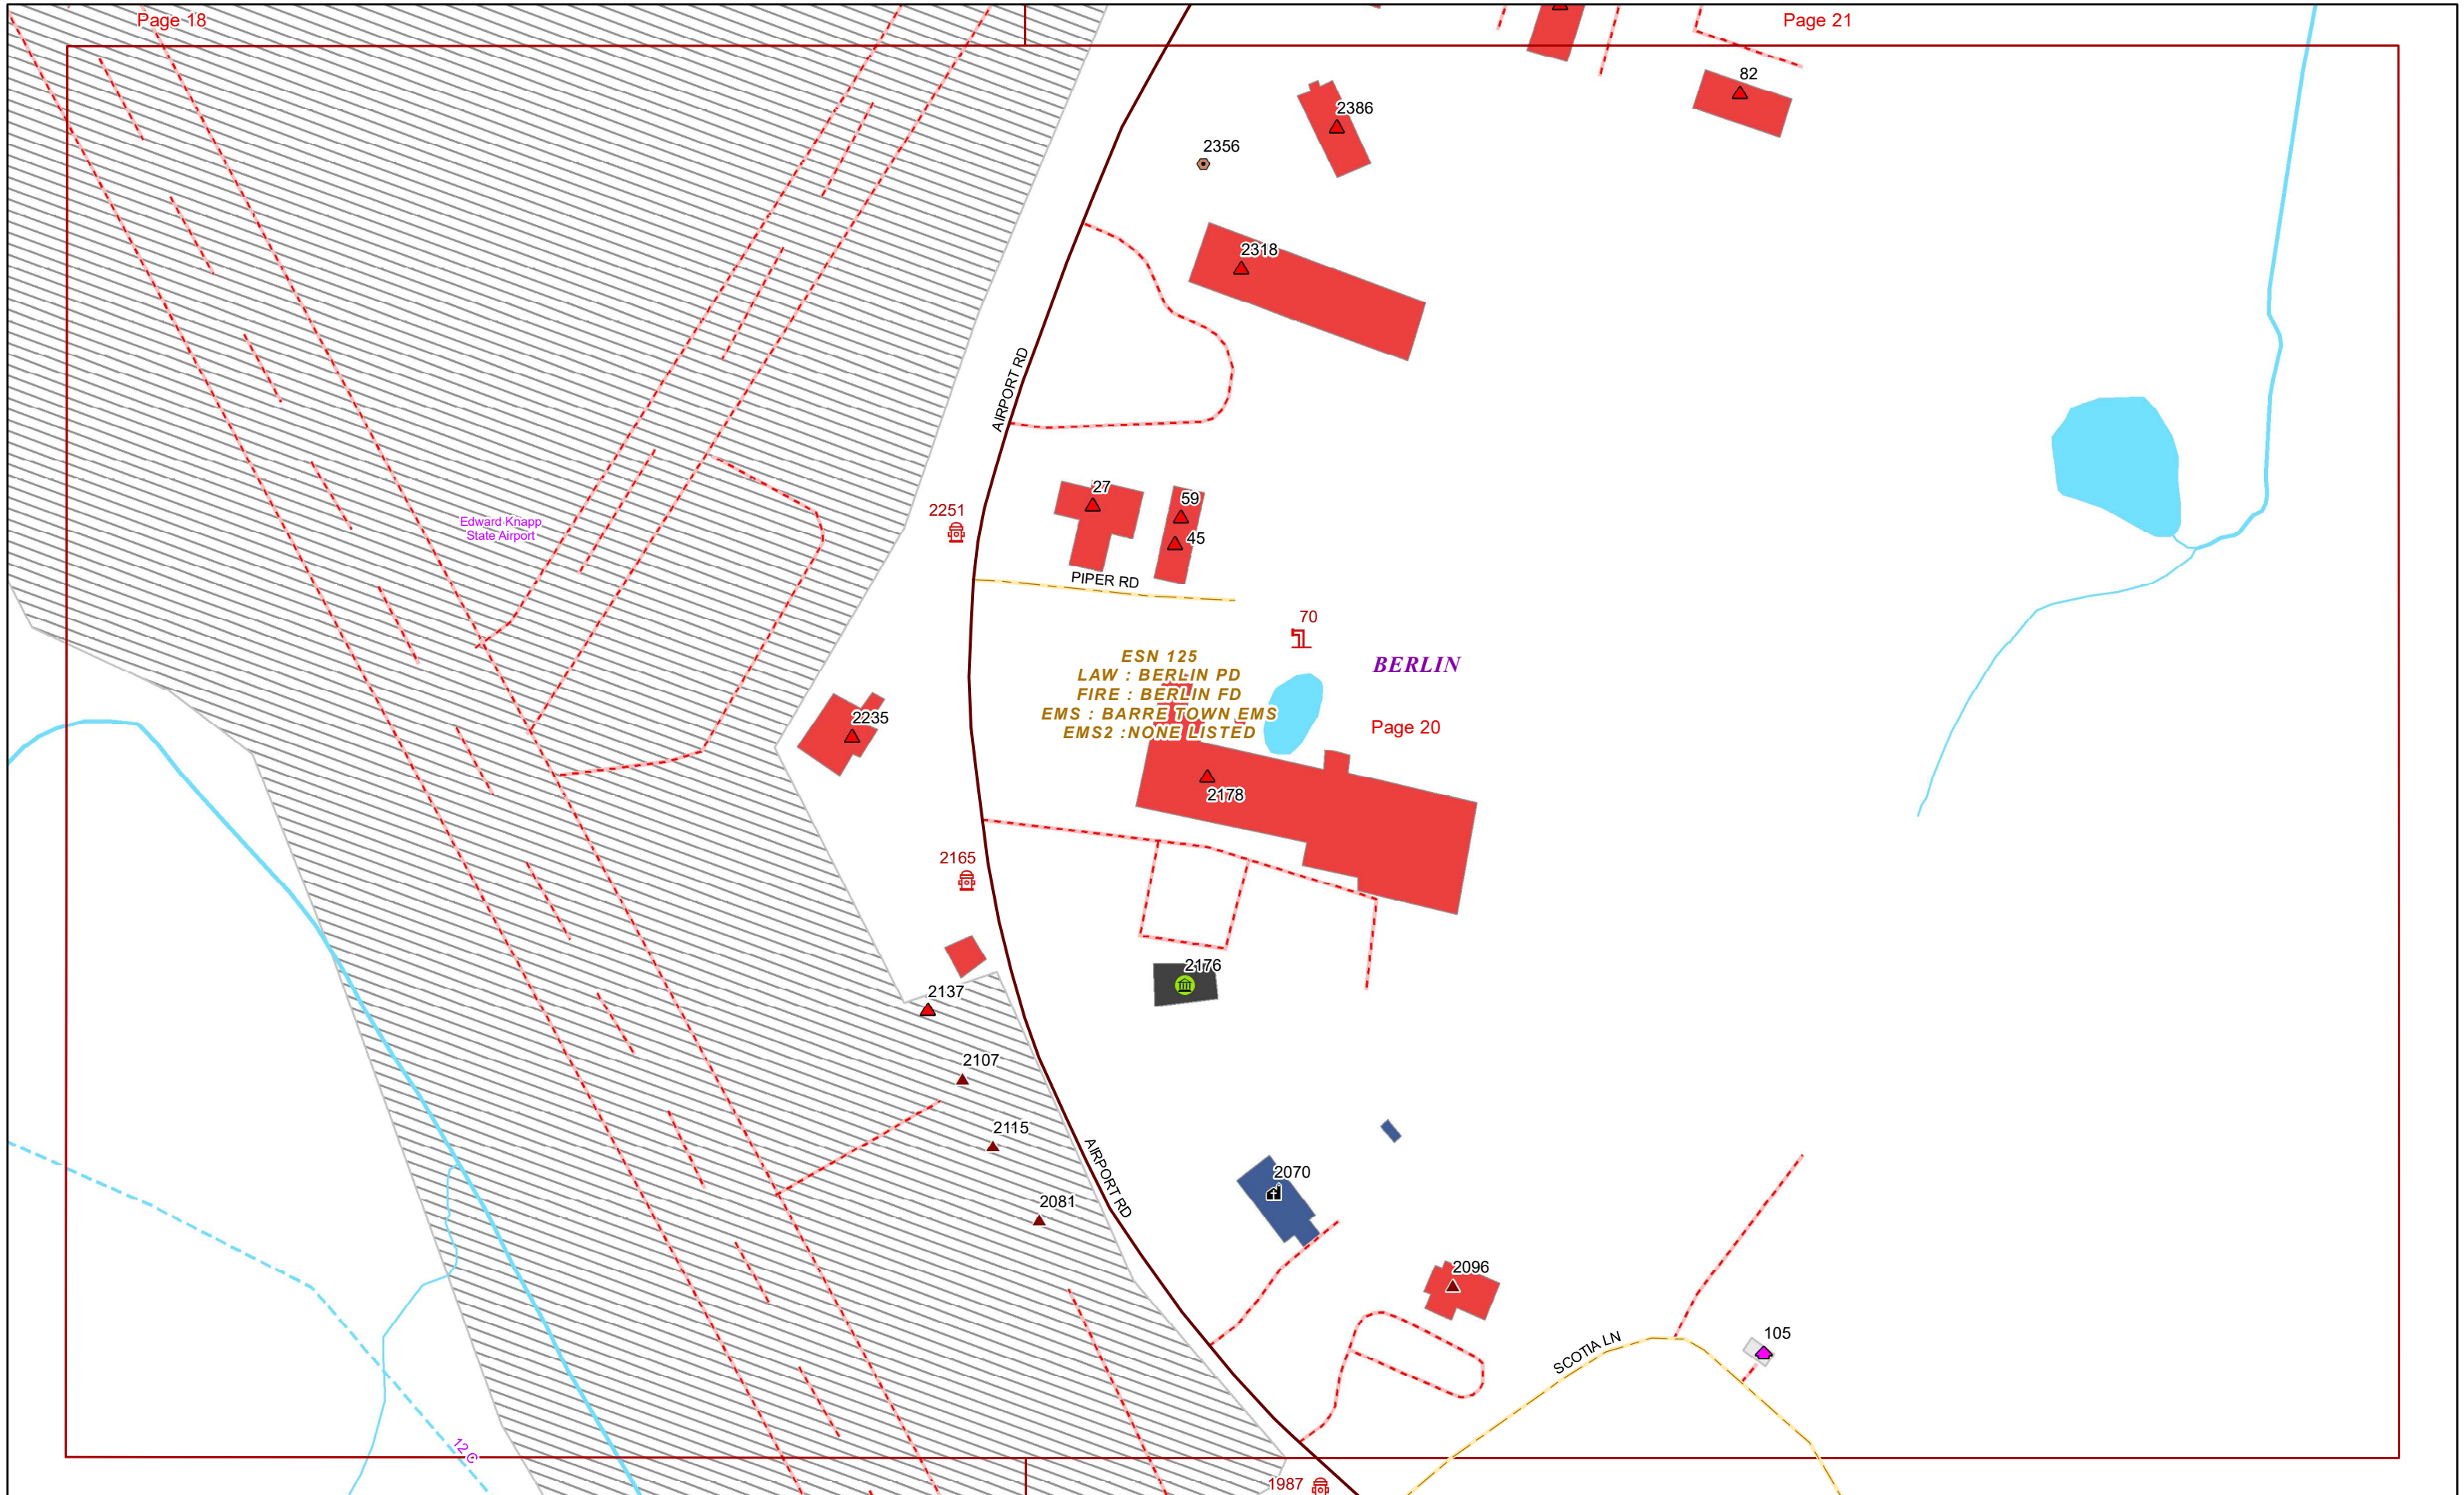 Page 18
Page 21
82
2386
2356
2318
AIRPORT RD
27
59
2251
45
Edward Knapp
State Airport
PIPER RD
70
ESN 125
LAW : BERLIN PD
FIRE : BERLIN FD
EMS : BARRE TOWN EMS
EMS2 :NONE LISTED
BERLIN
2235
Page 20
2178
2165
2176
2137
2107
2115
AIRPORT RD
2070
2081
2096
SCOTIA LN
105
12 G
1987